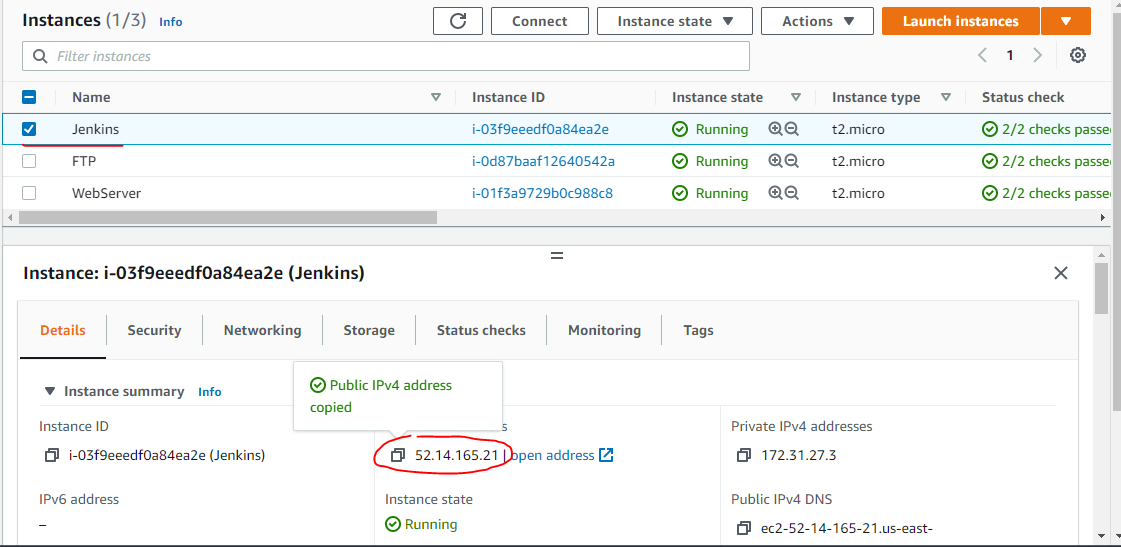 Instances (1/3) Info Connect Instance state Actions Launch instances
Filter instances 1
Name Instance ID Instance state Instance type Status check
Jenkins i-03f9eeedf0a84ea2e Running t2.micro 2/2 checks passe
FTP i-0d87baaf12640542a Running t2.micro 2/2 checks passe
WebServer i-01f3a9729b0c988c8 Running t2.micro 2/2 checks passe
Instance: i-03f9eeedf0a84ea2e (Jenkins)
Details Security Networking Storage Status checks Monitoring Tags
Public IPv4 address
copied
Instance summary Info
Instance ID s Private IPv4 addresses
i-03f9eeedf0a84ea2e (Jenkins) 52.14.165.21 | open address 172.31.27.3
IPv6 address Instance state Public IPv4 DNS
– Running ec2-52-14-165-21.us-east-